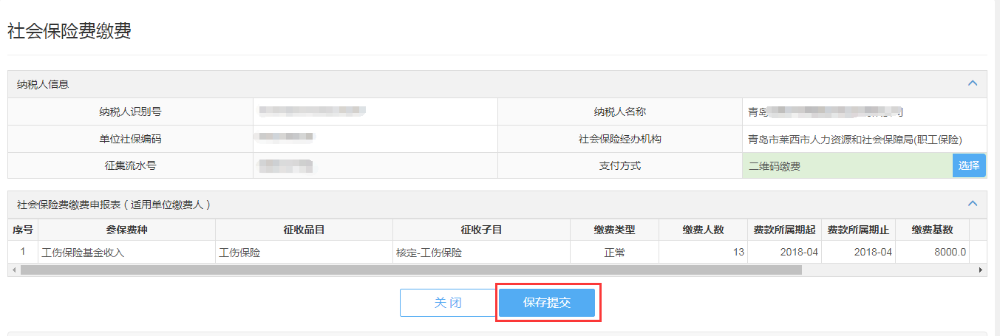 社会保险费缴费
纳税人信息
纳税人识别号 纳税人名称 青岛
单位社保编码 社会保险经办机构 青岛市莱西市人力资源和社会保障局(职工保险)
征集流水号 支付方式 二维码缴费 选择
社会保险费缴费申报表（适用单位缴费人）
序号 参保费种 征收品目 征收子目 缴费类型 缴费人数 费款所属期起 费款所属期止 缴费基数
1 工伤保险基金收入 工伤保险 核定-工伤保险 正常 13 2018-04 2018-04 8000.0
关 闭 保存提交